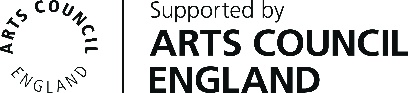 ARTS COUNCIL
ENGLAND
Supported by
ARTS COUNCIL
ENGLAND